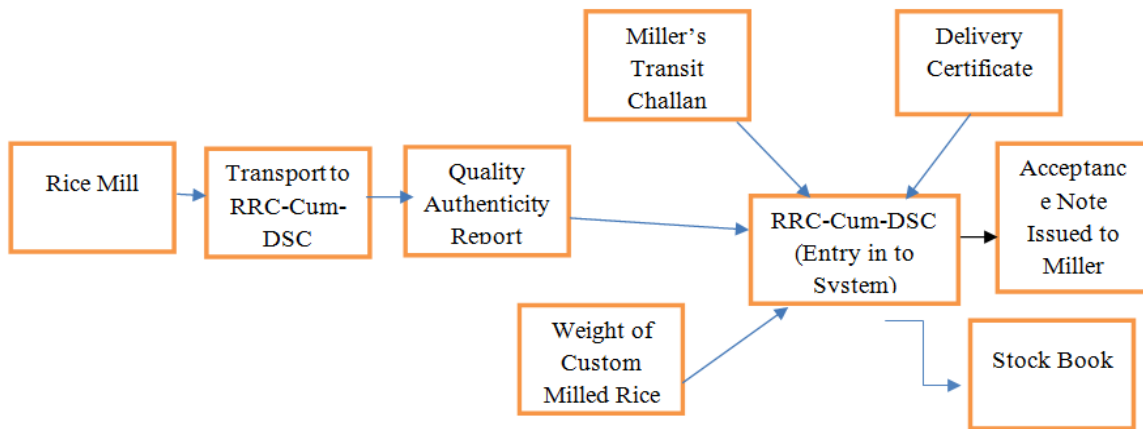 Rice Mill
Transport to
RRC-Cum-
DSC
Quality
Authenticity
Report
Miller’s
Transit
Challan
Delivery
Certificate
RRC-Cum-DSC
(Entry in to
System)
Weight of
Custom
Milled Rice
Acceptanc
e Note
Issued to
Miller
Stock Book